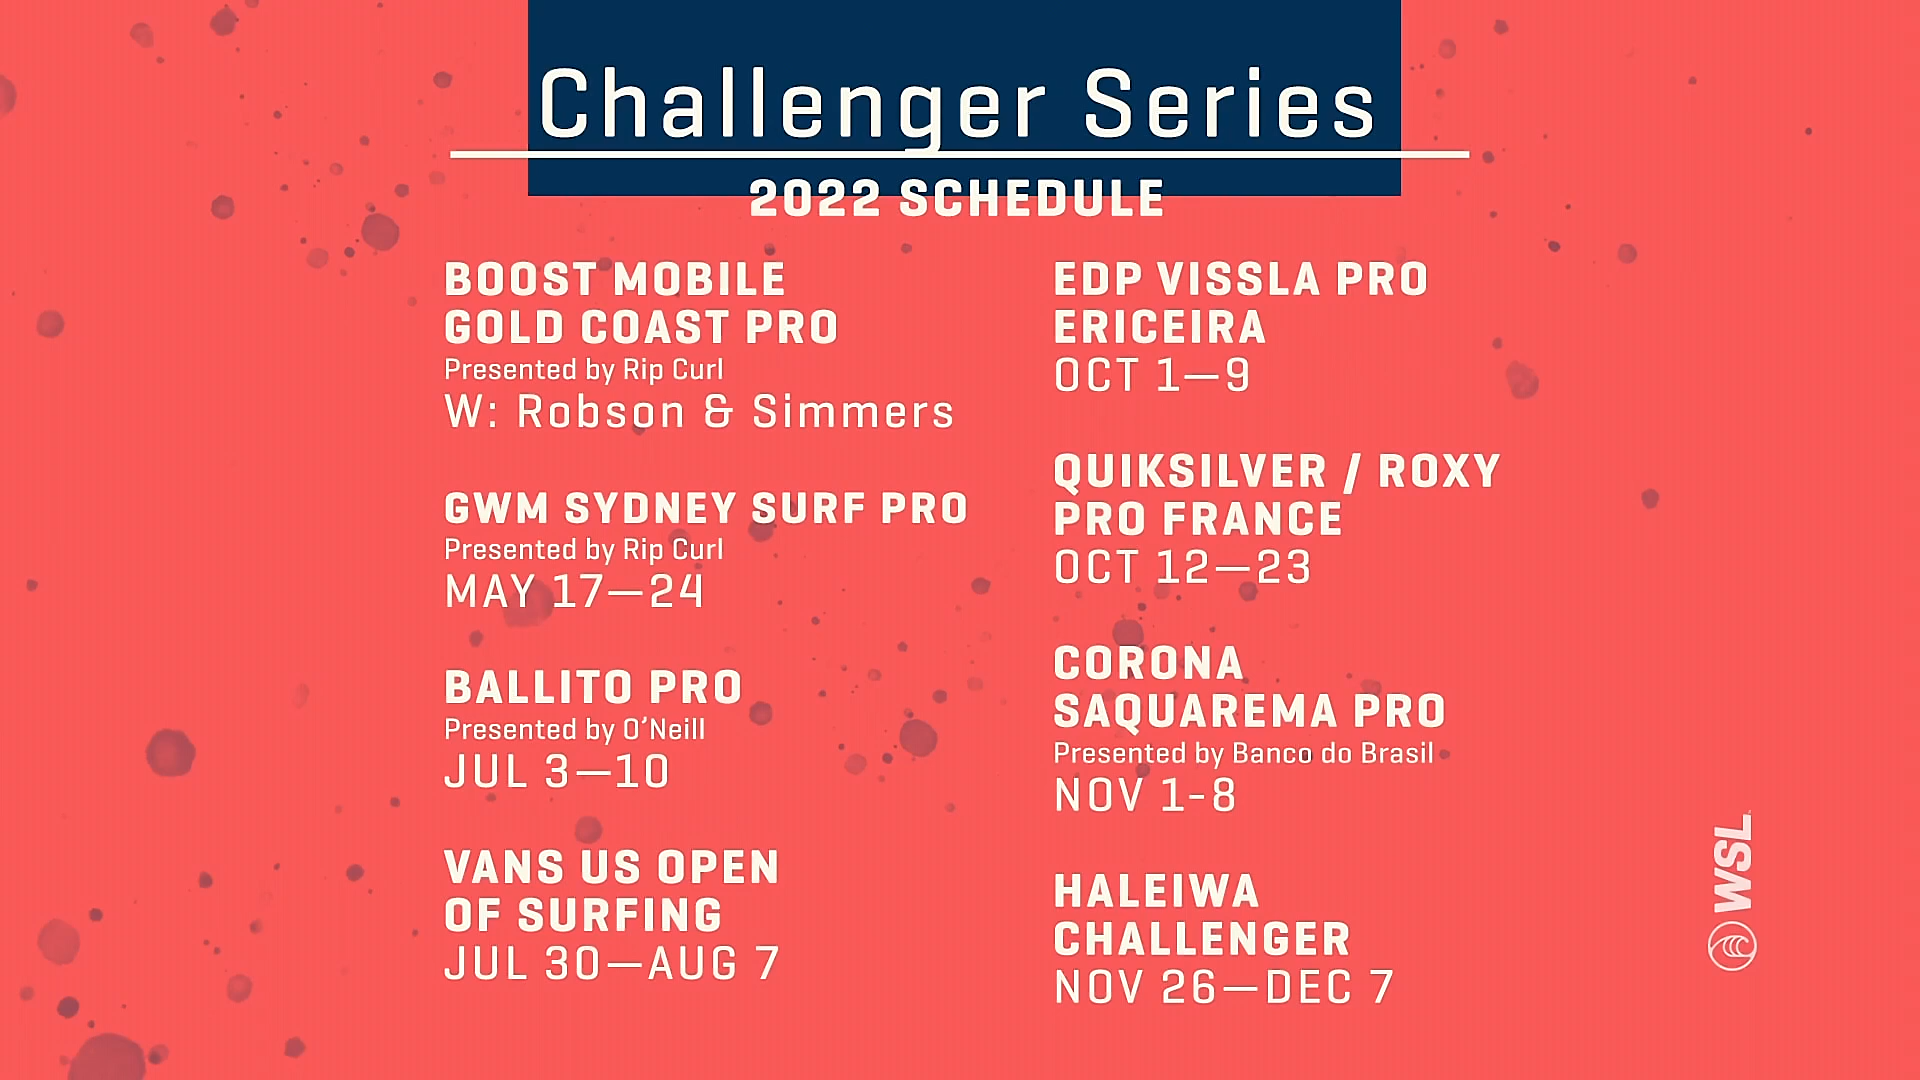 Challenger Series
2022 SCHEDULE
BOOST MOBILE
GOLD COAST PRO
Presented by Rip Curl
W: Robson & Simmers
GWM SYDNEY SURF PRO
Presented by Rip Curl
MAY 17—24
BALLITO PRO
Presented by O'Neill
JUL 3—10
VANS US OPEN
OF SURFING
JUL 30—AUG 7
EDP VISSLA PRO
ERICEIRA
OCT 1—9
QUIKSILVER / ROXY
PRO FRANCE
OCT 12—23
CORONA
SAQUAREMA PRO
Presented by Banco do Brasil
NOV 1-8
HALEIWA
CHALLENGER
NOV 26—DEC 7
WSL